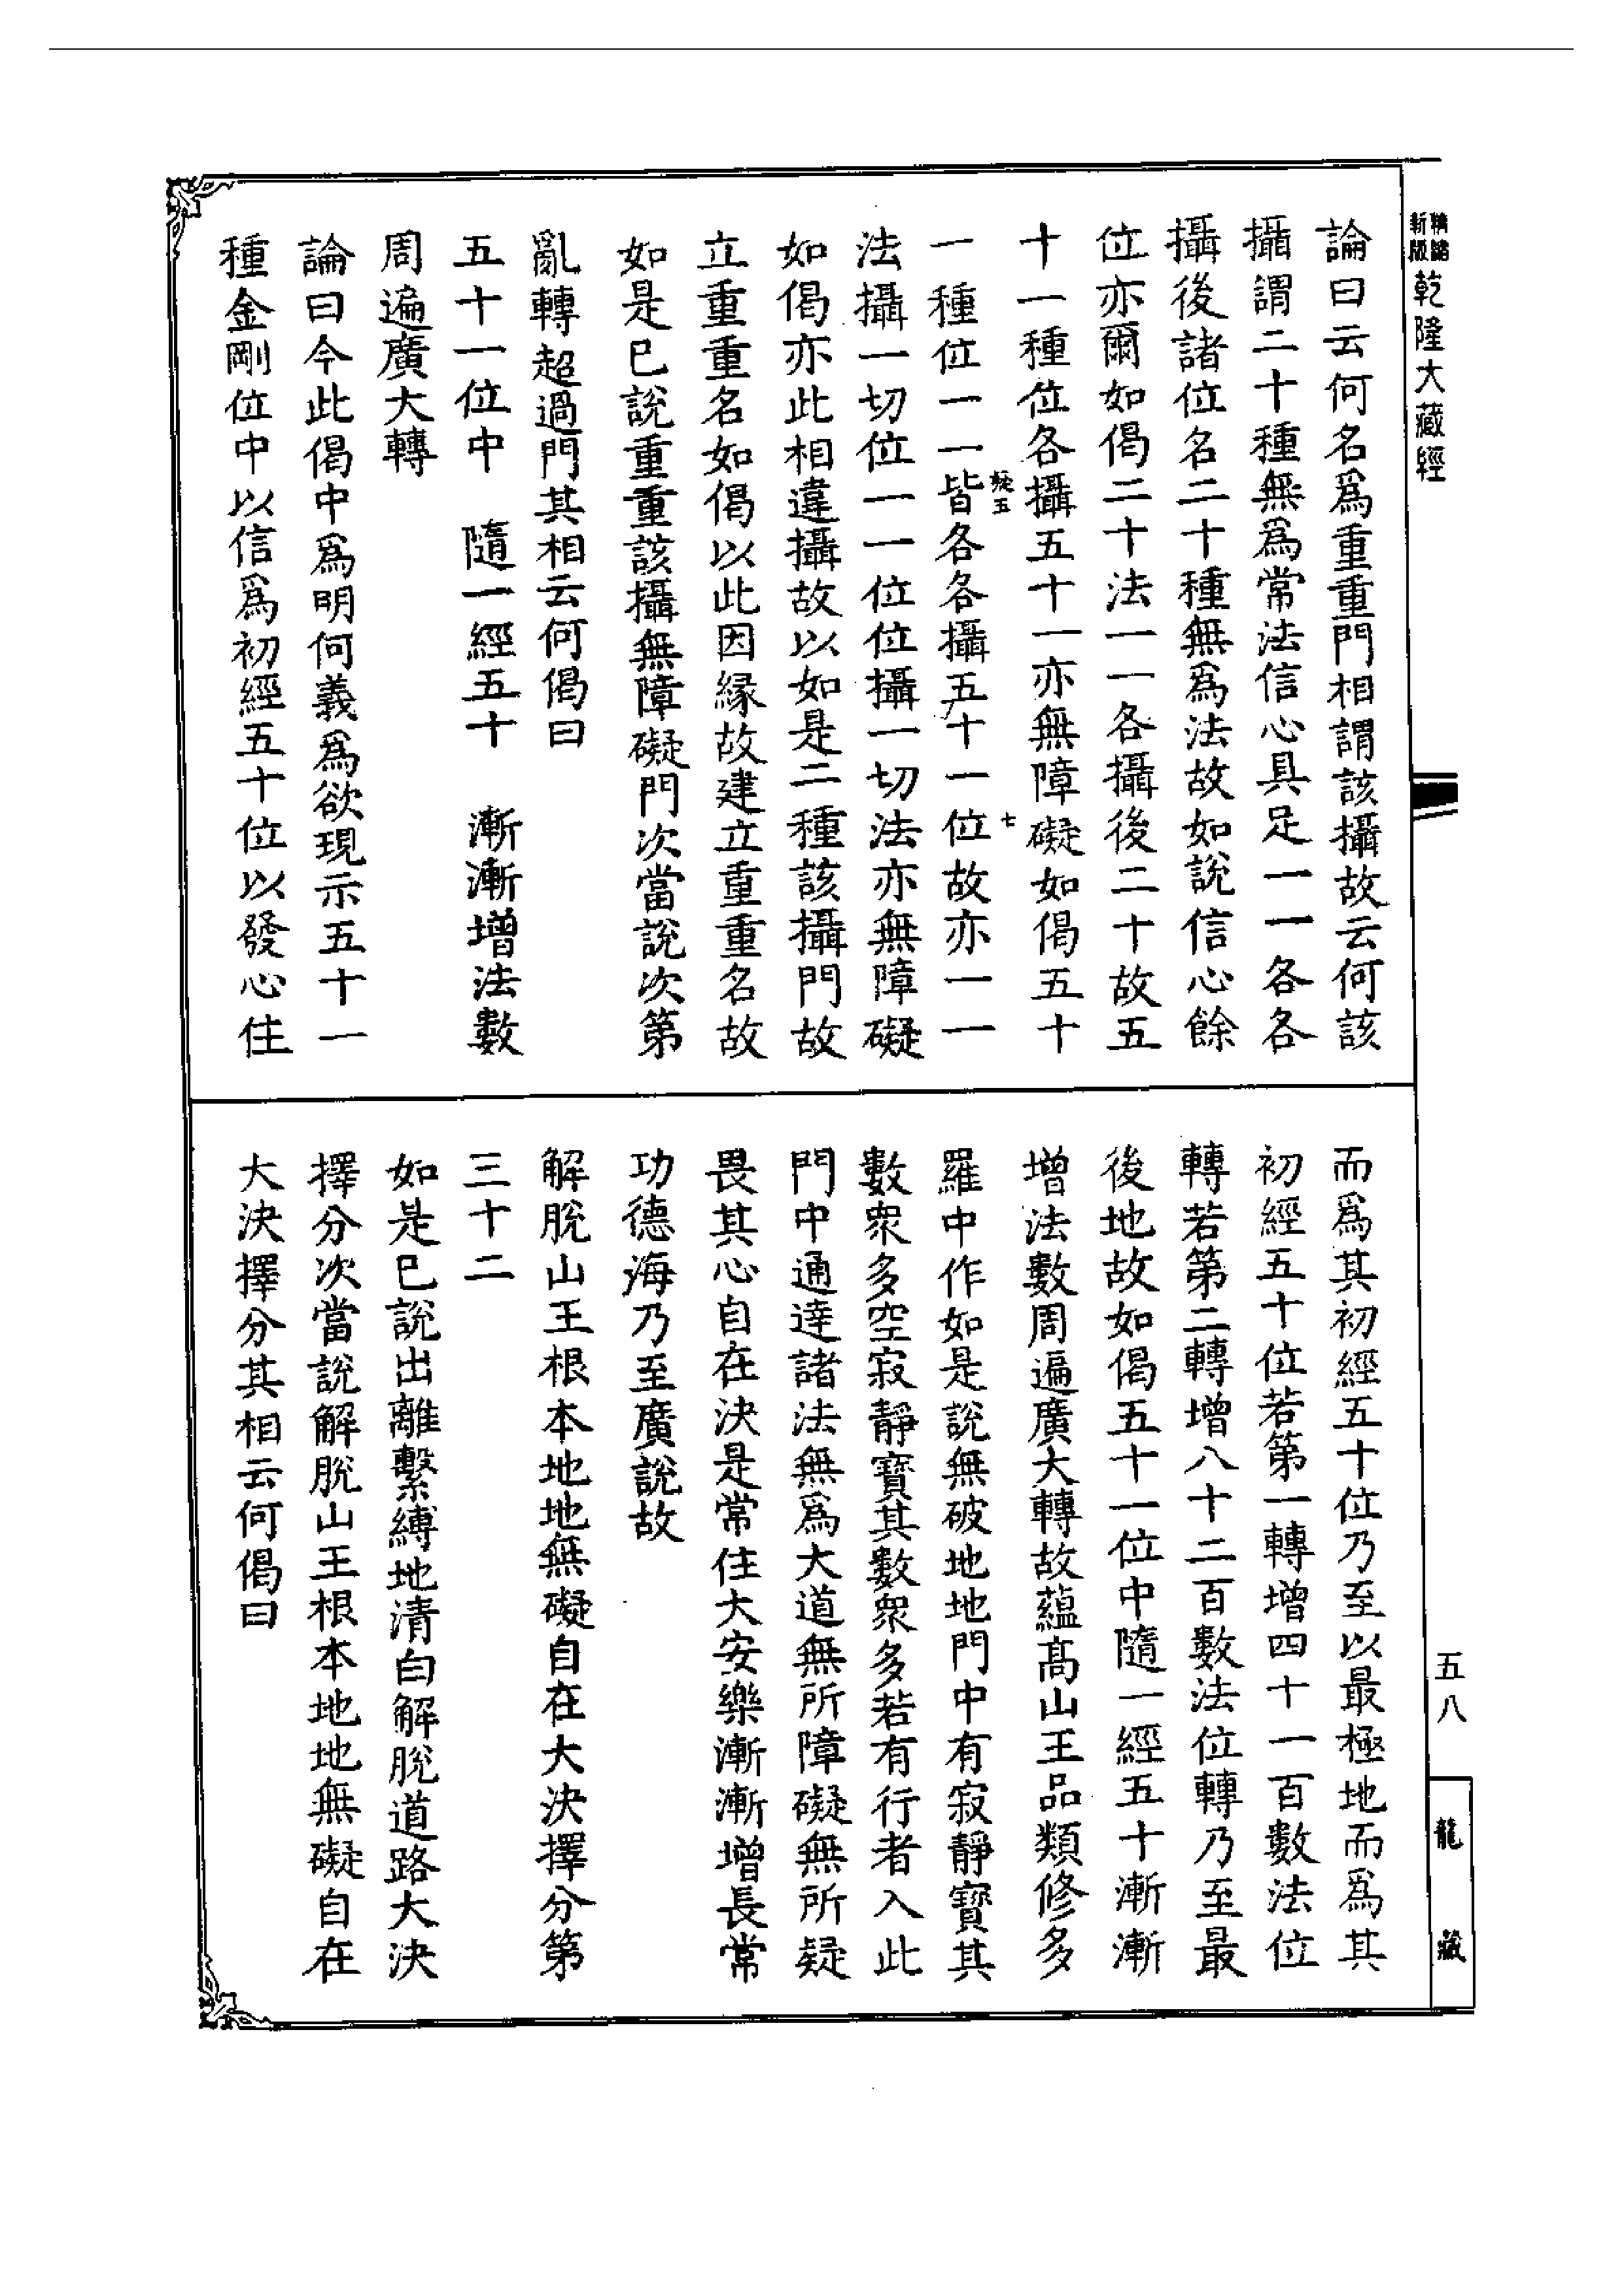 精縮新版乾隆大藏經
論曰云何名爲重重門相謂該攝故云何該
攝謂二十種無爲常法信心具足一一各各
攝後諸位名二十種無爲法故如說信心餘
位亦爾如偈二十法一一各攝後二十故五
十一種位各攝五十一亦無障礙如偈五十
一種位一一皆各各攝五十一位故亦一一
法攝一切位一一位位攝一切法亦無障礙
如偈亦此相違攝故以如是二種該攝門故
立重重名如偈以此因緣故建立重重名故
如是已說重重該攝無障礙門次當說次第
亂轉超過門其相云何偈曰
五十一位中　隨一經五十　漸漸增法數
周遍廣大轉
論曰今此偈中爲明何義爲欲現示五十一
種金剛位中以信爲初經五十位以發心住
而爲其初經五十位乃至以最極地而爲其
初經五十位若第一轉增四十一百數法位
轉若第二轉增八十二百數法位轉乃至最
後地故如偈五十一位中隨一經五十漸漸
增法數周遍廣大轉故蘊高山王品類修多
羅中作如是說無破地地門中有寂靜寶其
數衆多空寂靜寶其數衆多若有行者入此
門中通達諸法無爲大道無所障礙無所疑
畏其心自在決是常住大安樂漸漸增長常
功德海乃至廣說故
解脫山王根本地地無礙自在大決擇分第
三十二
如是已說出離繫縛地清白解脫道路大決
擇分次當說解脫山王根本地地無礙自在
大決擇分其相云何偈曰
七
五八
龍藏